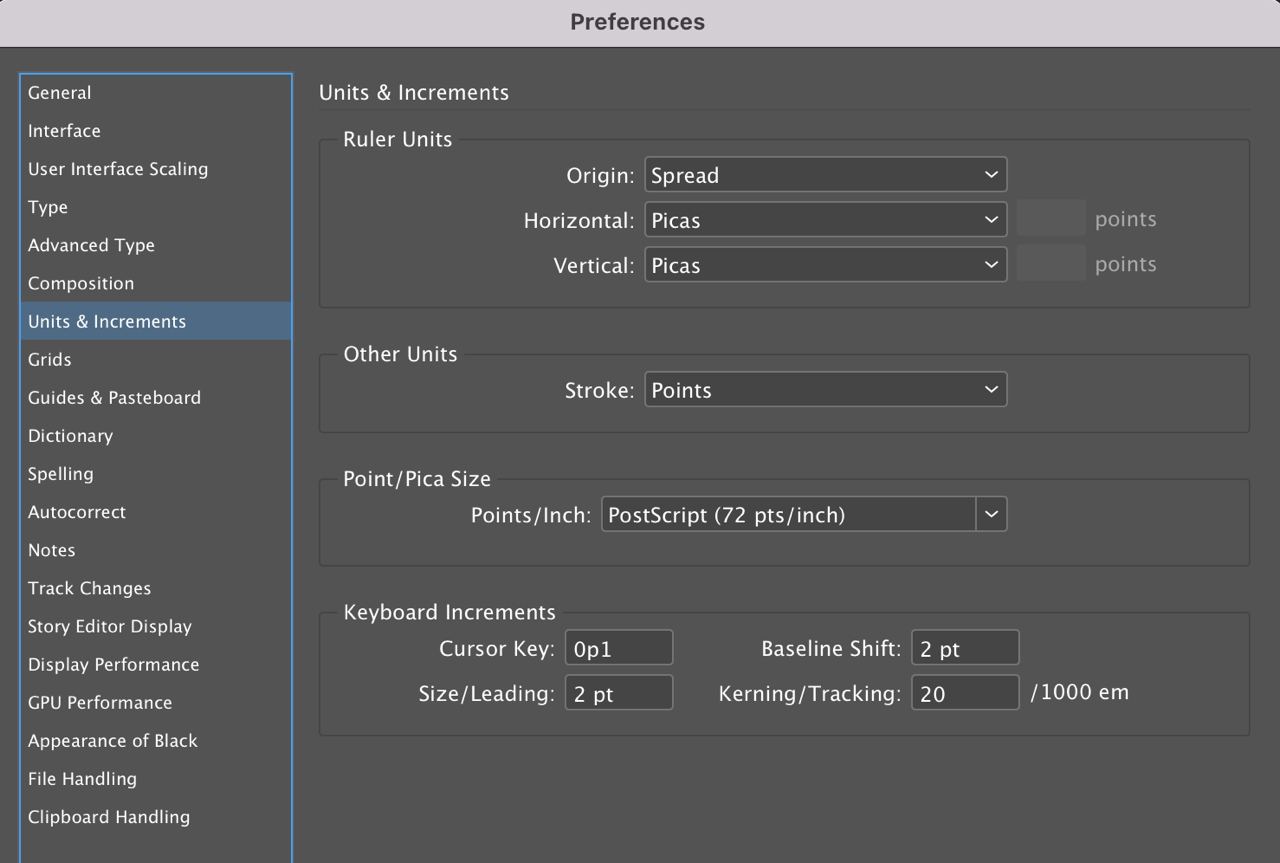 Preferences
General
Interface
User Interface Scaling
Type
Advanced Type
Composition
Units & Increments
Grids
Guides & Pasteboard
Dictionary
Spelling
Autocorrect
Notes
Track Changes
Story Editor Display
Display Performance
GPU Performance
Appearance of Black
File Handling
Clipboard Handling
Units & Increments
Ruler Units
Origin: Spread
Horizontal: Picas points
Vertical: Picas points
Other Units
Stroke: Points
Point/Pica Size
Points/Inch: PostScript (72 pts/inch)
Keyboard Increments
Cursor Key: 0p1 Baseline Shift: 2 pt
Size/Leading: 2 pt Kerning/Tracking: 20 /1000 em